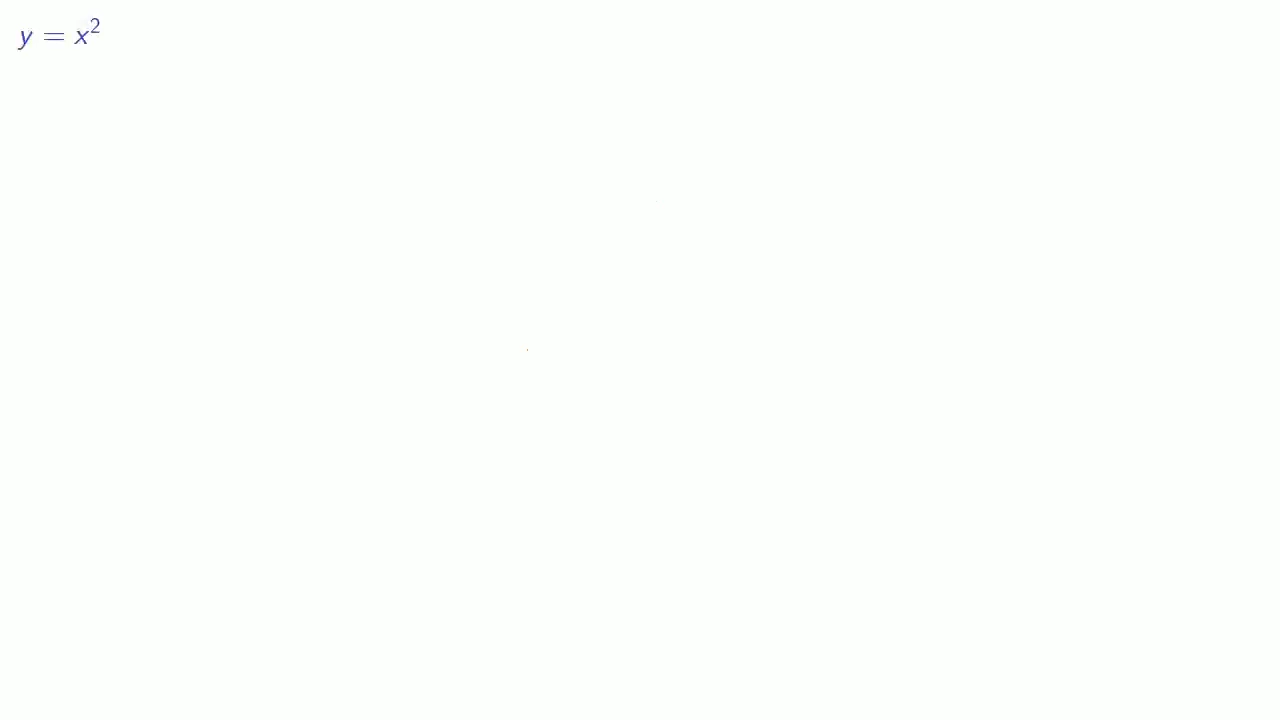 y = x²